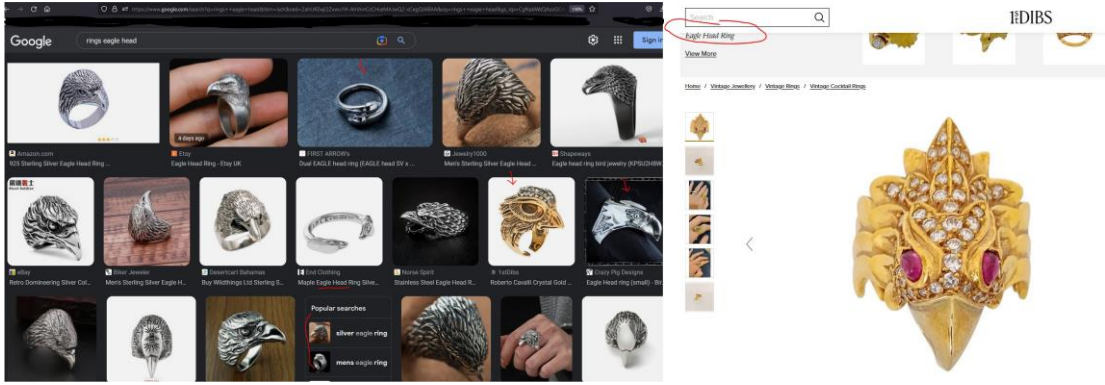 Google
rings eagle head
Sign in
4 days ago
Amazon.com
925 Sterling Silver Eagle Head Ring ...
Etsy
Eagle Head Ring - Etsy UK
FIRST ARROW's
Dual EAGLE head ring (EAGLE head SV x ...
Jewelry1000
Men's Sterling Silver Eagle Head ...
Shapeways
Eagle head ring bird jewelry (KPSU2H8WK
eBay
Retro Domineering Silver Col...
Biker Jeweler
Men's Sterling Silver Eagle H...
Desertcart Bahamas
Buy Wildthings Ltd Sterling S...
End Clothing
Maple Eagle Head Ring Silve...
Norse Spirit
Stainless Steel Eagle Head R...
1stDibs
Roberto Cavalli Crystal Gold ...
Crazy Pig Designs
Eagle Head ring (small) - Bir
Popular searches
silver eagle ring
mens eagle ring
Search
1stDIBS
Eagle Head Ring
View More
Home / Vintage Jewellery / Vintage Rings / Vintage Cocktail Rings